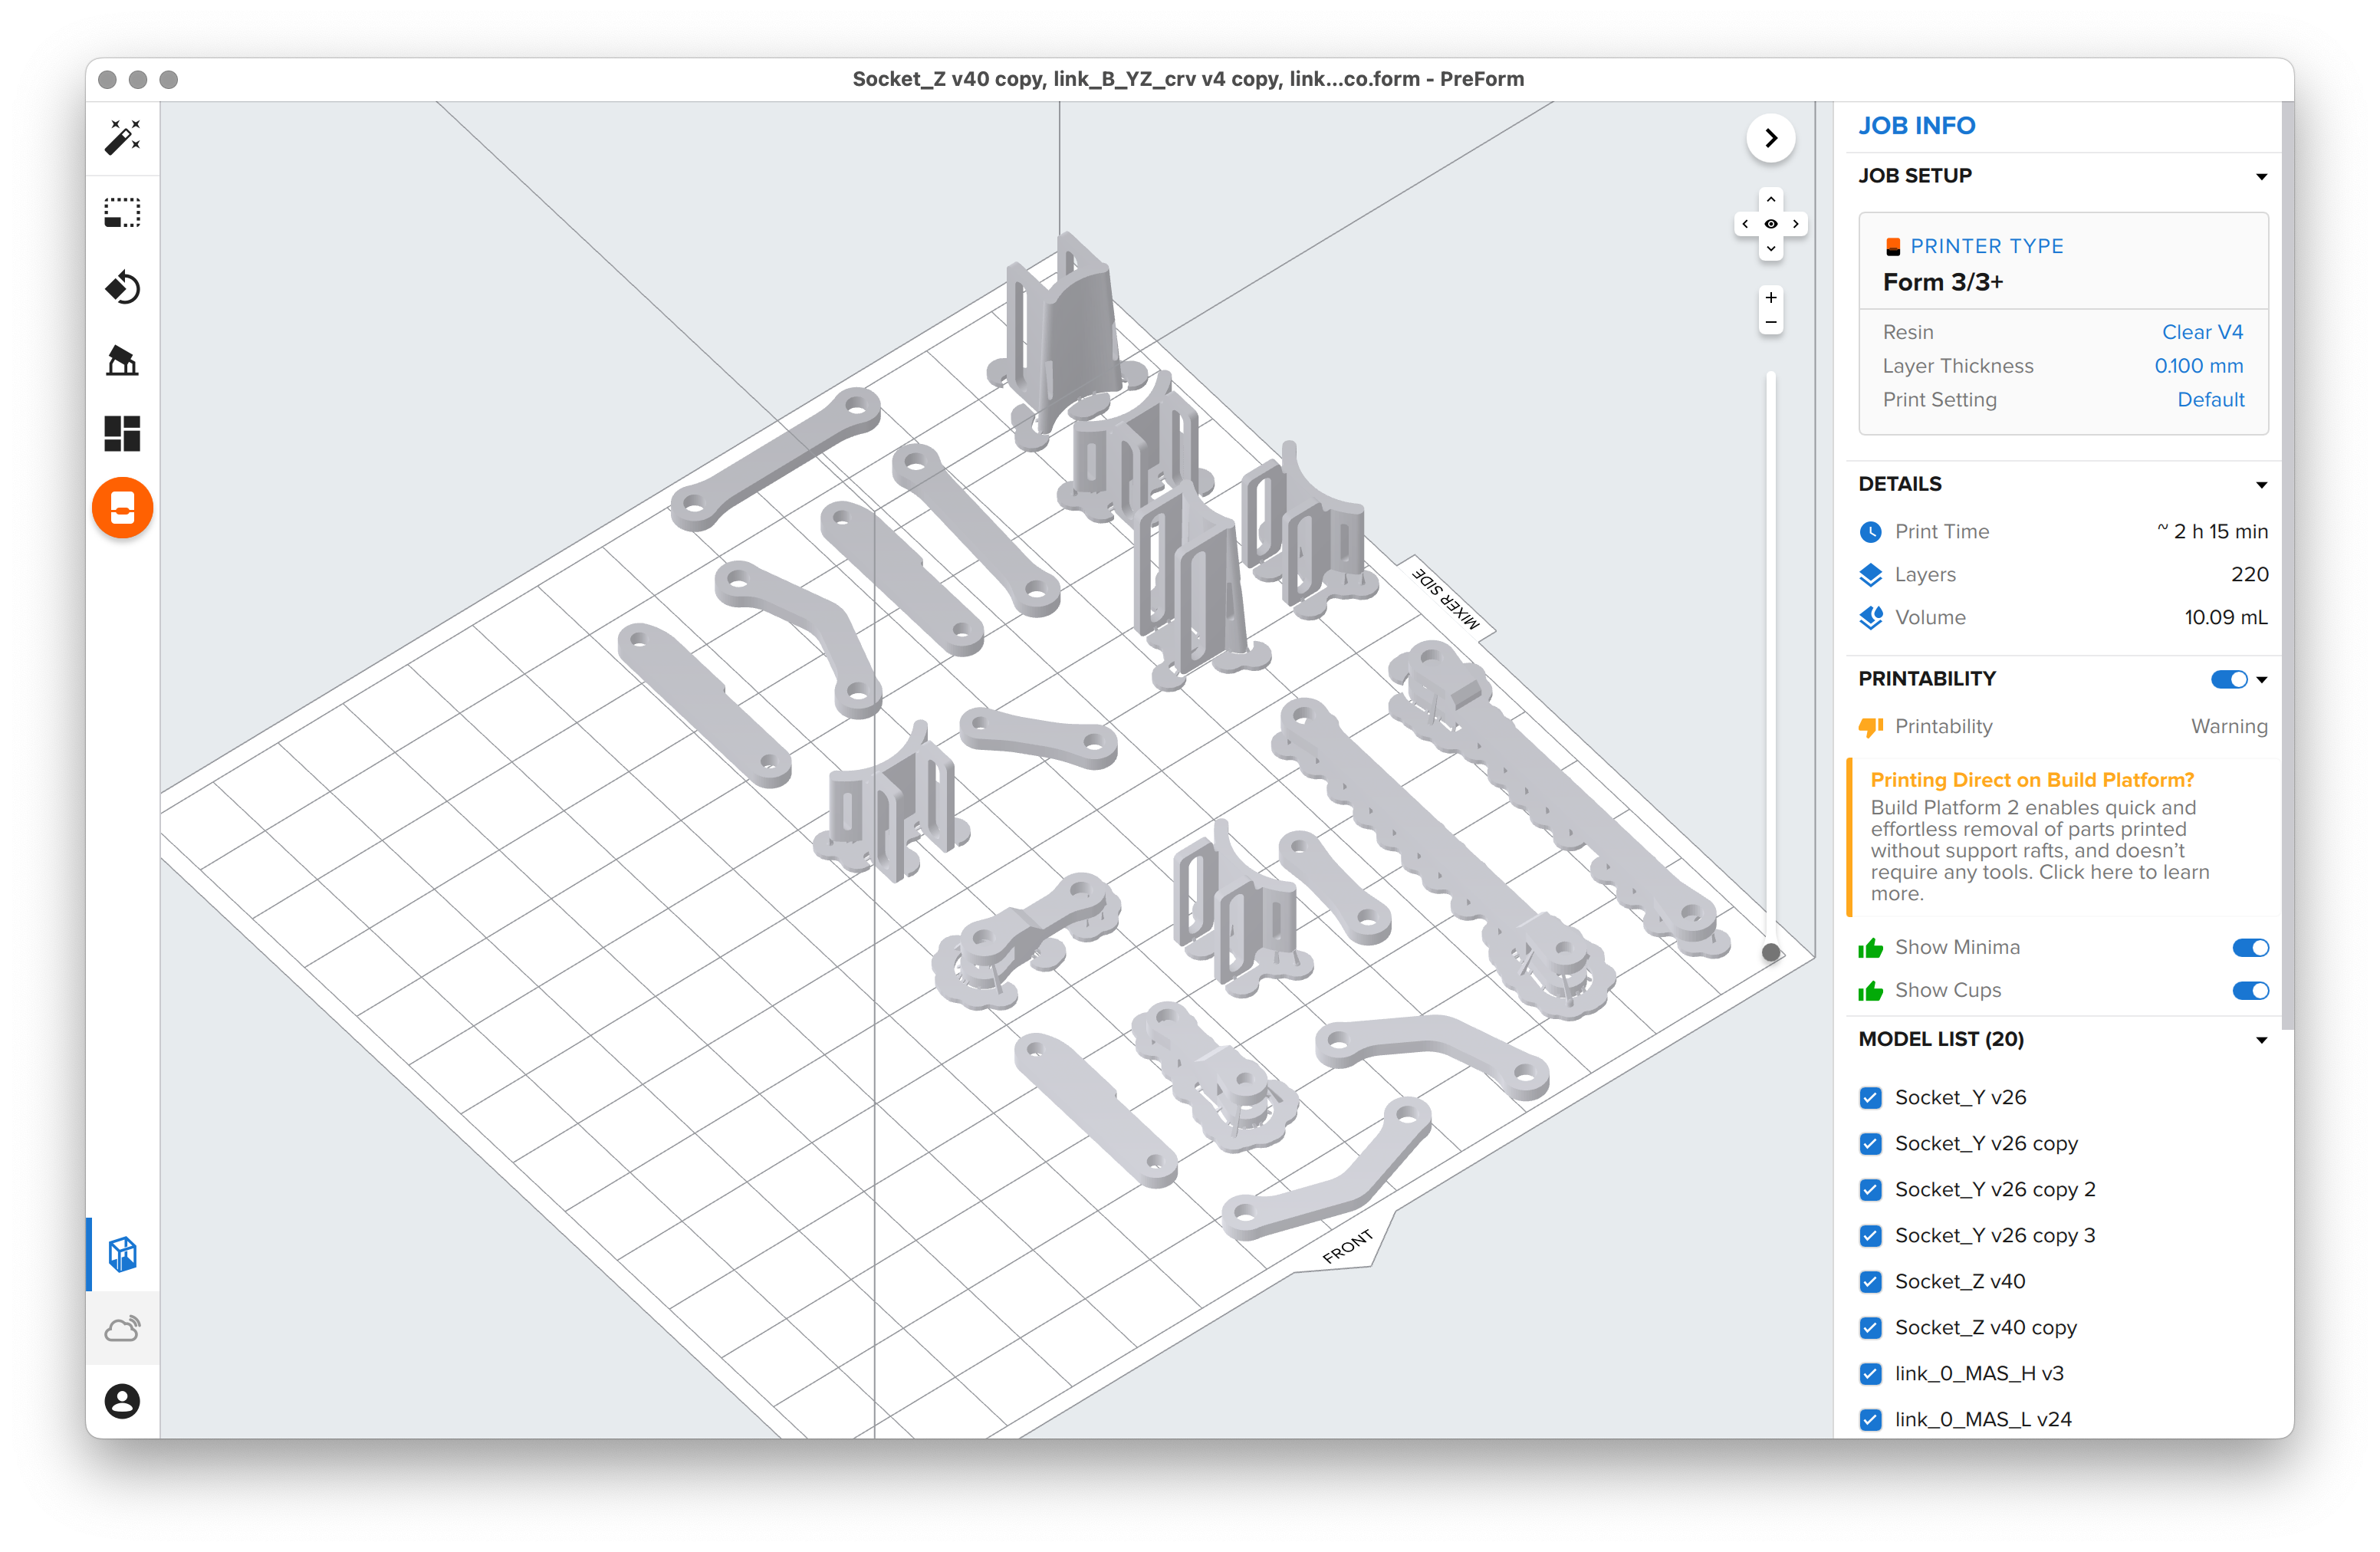 Socket_Z v40 copy, link_B_YZ_crv v4 copy, link...co.form - PreForm
MIXER SIDE
FRONT
JOB INFO
JOB SETUP
PRINTER TYPE
Form 3/3+
Resin Clear V4
Layer Thickness 0.100 mm
Print Setting Default
DETAILS
Print Time ~ 2 h 15 min
Layers 220
Volume 10.09 mL
PRINTABILITY
Printability Warning
Printing Direct on Build Platform?
Build Platform 2 enables quick and
effortless removal of parts printed
without support rafts, and doesn't
require any tools. Click here to learn
more.
Show Minima
Show Cups
MODEL LIST (20)
Socket_Y v26
Socket_Y v26 copy
Socket_Y v26 copy 2
Socket_Y v26 copy 3
Socket_Z v40
Socket_Z v40 copy
link_0_MAS_H v3
link_0_MAS_L v24